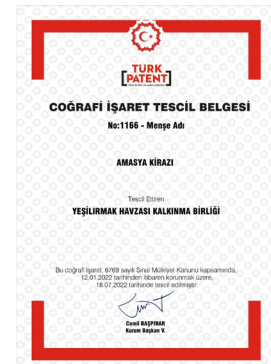 TÜRK
PATENT
COĞRAFİ İŞARET TESCİL BELGESİ
No:1166 - Menşe Adı
AMASYA KİRAZI
Tescil Ettiren
YEŞİLIRMAK HAVZASI KALKINMA BİRLİĞİ
Bu coğrafi işaret, 6769 sayılı Sınai Mülkiyet Kanunu kapsamında,
12.01.2022 tarihinden itibaren korunmak üzere,
18.07.2022 tarihinde tescil edilmiştir.
Cemil BAŞPINAR
Kurum Başkan V.